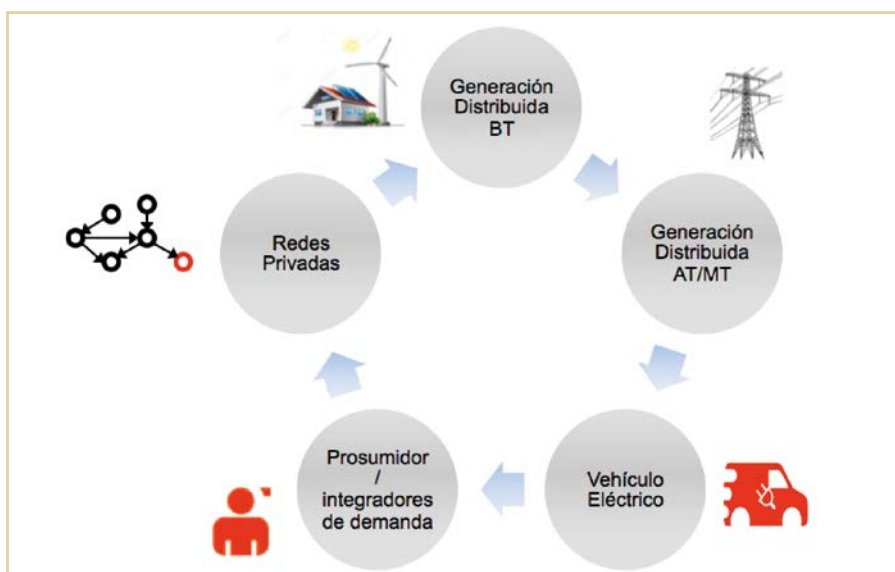 Generación
Distribuida
BT
Generación
Distribuida
AT/MT
Vehículo
Eléctrico
Prosumidor
/
integradores
de demanda
Redes
Privadas